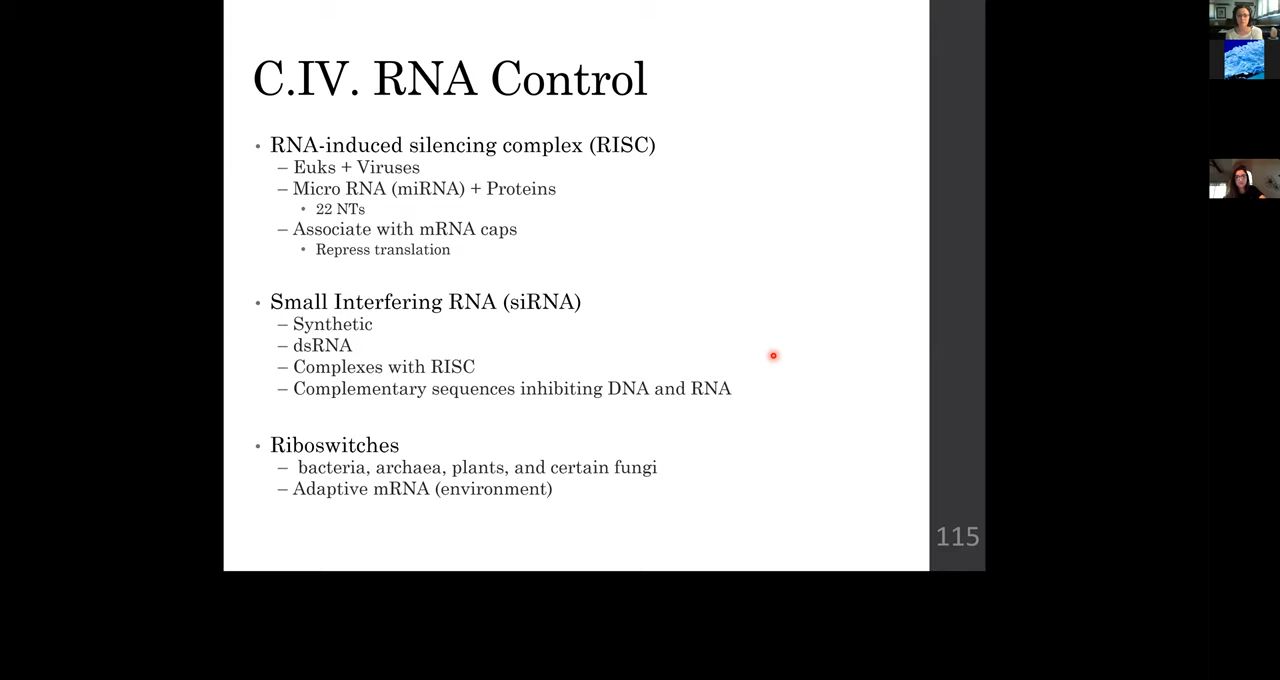 C.IV. RNA Control
• RNA-induced silencing complex (RISC)
– Euks + Viruses
– Micro RNA (miRNA) + Proteins
• 22 NTs
– Associate with mRNA caps
• Repress translation
• Small Interfering RNA (siRNA)
– Synthetic
– dsRNA
– Complexes with RISC
– Complementary sequences inhibiting DNA and RNA
• Riboswitches
– bacteria, archaea, plants, and certain fungi
– Adaptive mRNA (environment)
115